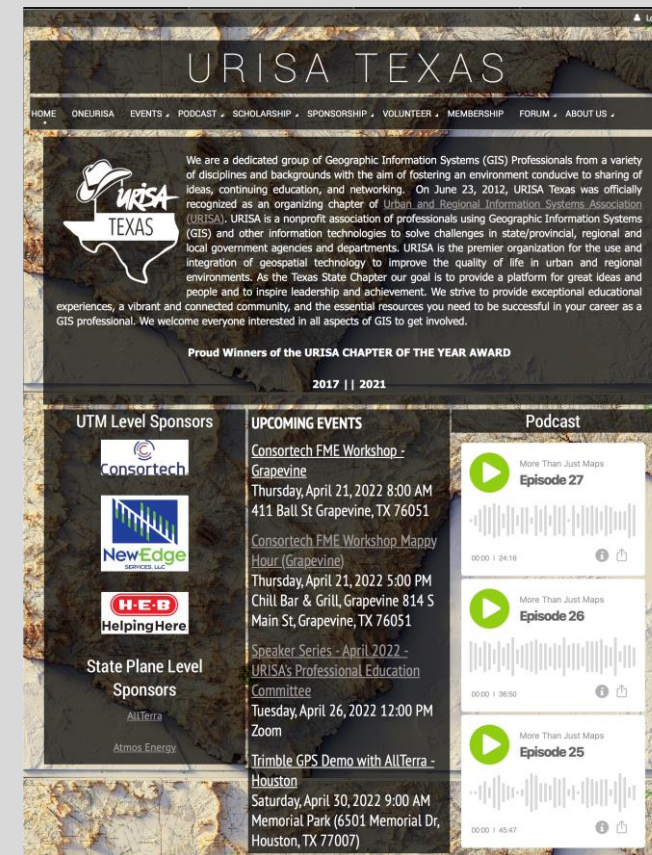 Lo
URISA TEXAS
HOME ONEURISA EVENTS PODCAST SCHOLARSHIP SPONSORSHIP VOLUNTEER MEMBERSHIP FORUM ABOUT US
URISA
TEXAS
We are a dedicated group of Geographic Information Systems (GIS) Professionals from a variety
of disciplines and backgrounds with the aim of fostering an environment conducive to sharing of
ideas, continuing education, and networking. On June 23, 2012, URISA Texas was officially
recognized as an organizing chapter of Urban and Regional Information Systems Association
(URISA). URISA is a nonprofit association of professionals using Geographic Information Systems
(GIS) and other information technologies to solve challenges in state/provincial, regional and
local government agencies and departments. URISA is the premier organization for the use and
integration of geospatial technology to improve the quality of life in urban and regional
environments. As the Texas State Chapter our goal is to provide a platform for great ideas and
people and to inspire leadership and achievement. We strive to provide exceptional educational
experiences, a vibrant and connected community, and the essential resources you need to be successful in your career as a
GIS professional. We welcome everyone interested in all aspects of GIS to get involved.
Proud Winners of the URISA CHAPTER OF THE YEAR AWARD
2017 || 2021
UTM Level Sponsors
Consortech
NewEdge
SERVICES, LLC
H-E-B
Helping Here
State Plane Level
Sponsors
AllTerra
Atmos Energy
UPCOMING EVENTS
Consortech FME Workshop -
Grapevine
Thursday, April 21, 2022 8:00 AM
411 Ball St Grapevine, TX 76051
Consortech FME Workshop Mappy
Hour (Grapevine)
Thursday, April 21, 2022 5:00 PM
Chill Bar & Grill, Grapevine 814 S
Main St, Grapevine, TX 76051
Speaker Series - April 2022 -
URISA's Professional Education
Committee
Tuesday, April 26, 2022 12:00 PM
Zoom
Trimble GPS Demo with AllTerra -
Houston
Saturday, April 30, 2022 9:00 AM
Memorial Park (6501 Memorial Dr,
Houston, TX 77007)
Podcast
More Than Just Maps
Episode 27
00:00 | 24:16
More Than Just Maps
Episode 26
00:00 | 36:50
More Than Just Maps
Episode 25
00:00 | 45:47